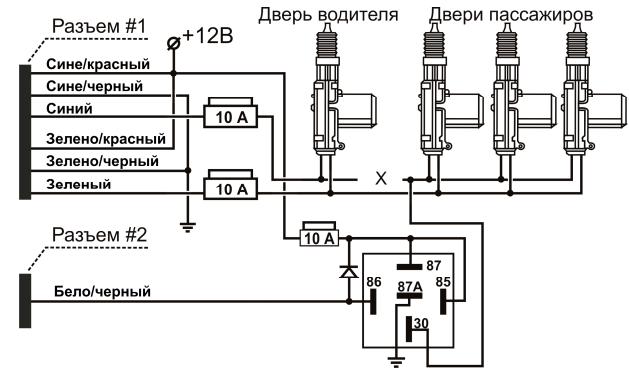 Дверь водителя
Двери пассажиров
Разъем #1
+12В
Сине/красный
Сине/черный
Синий
10 А
Зелено/красный
Зелено/черный
Зеленый
10 А
X
Разъем #2
10 А
87
86
87А
85
Бело/черный
30